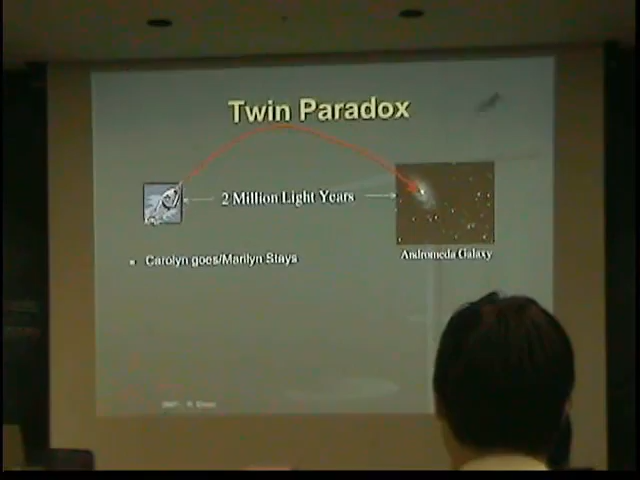 Twin Paradox
2 Million Light Years
Andromeda Galaxy
Carolyn goes/Marilyn Stays